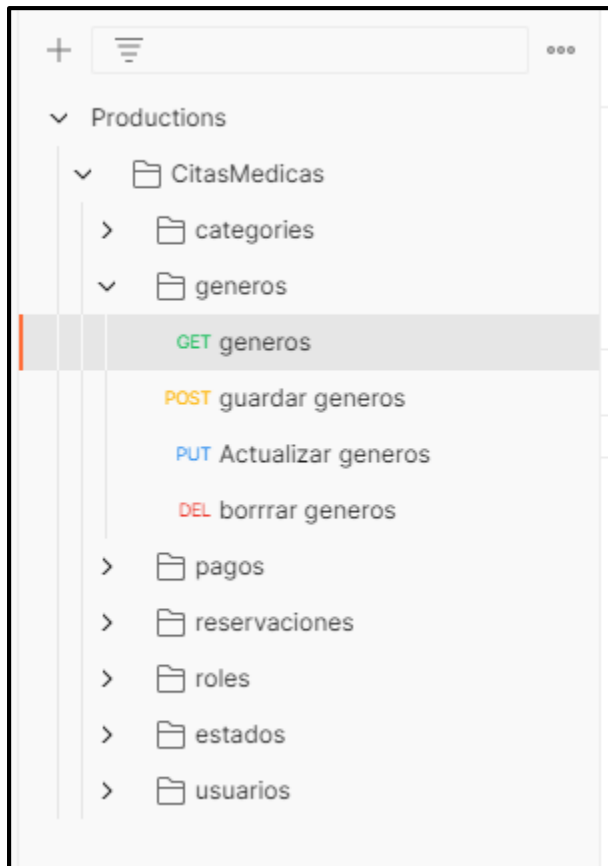 Productions
CitasMedicas
categories
generos
GET generos
POST guardar generos
PUT Actualizar generos
DEL borrrar generos
pagos
reservaciones
roles
estados
usuarios